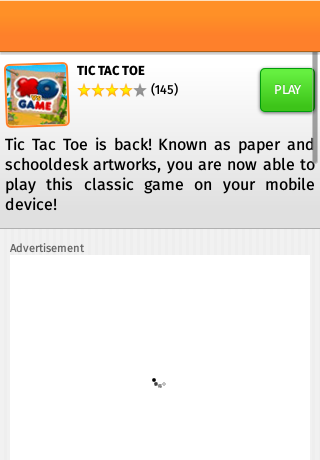 TIC TAC TOE
(145)
PLAY
XO
GAME
Tic Tac Toe is back! Known as paper and
schooldesk artworks, you are now able to
play this classic game on your mobile
device!
Advertisement